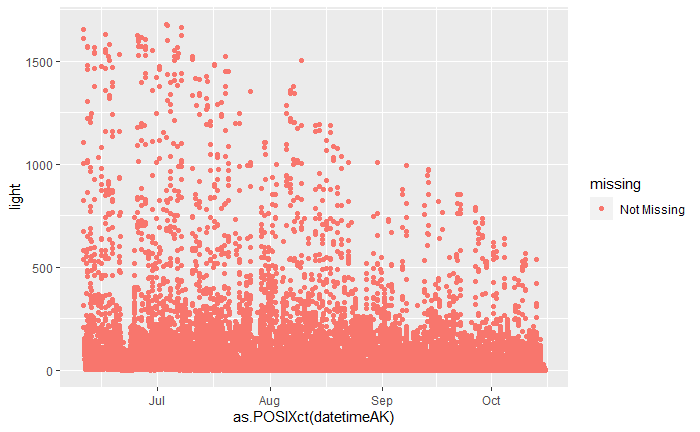 1500
1000
500
0
light
Jul
Aug
Sep
Oct
as.POSIXct(datetimeAK)
missing
Not Missing